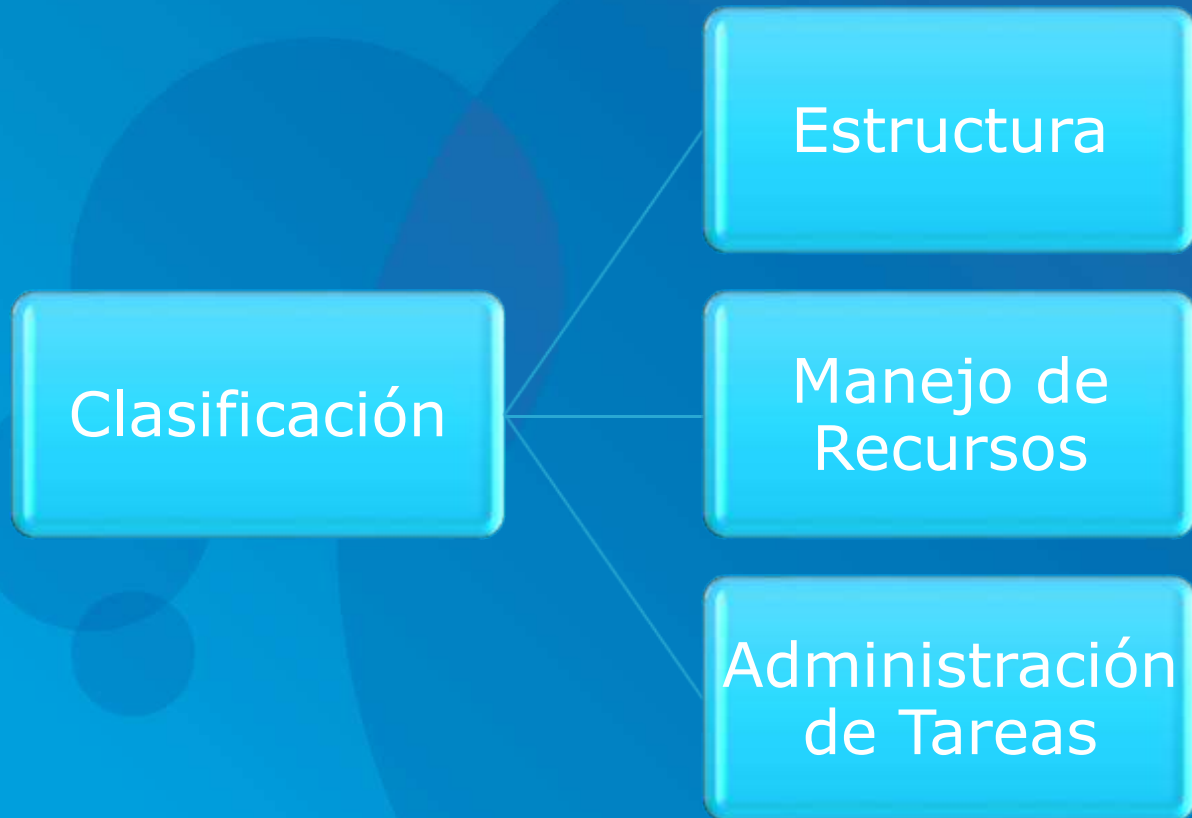 Clasificación
Estructura
Manejo de
Recursos
Administración
de Tareas